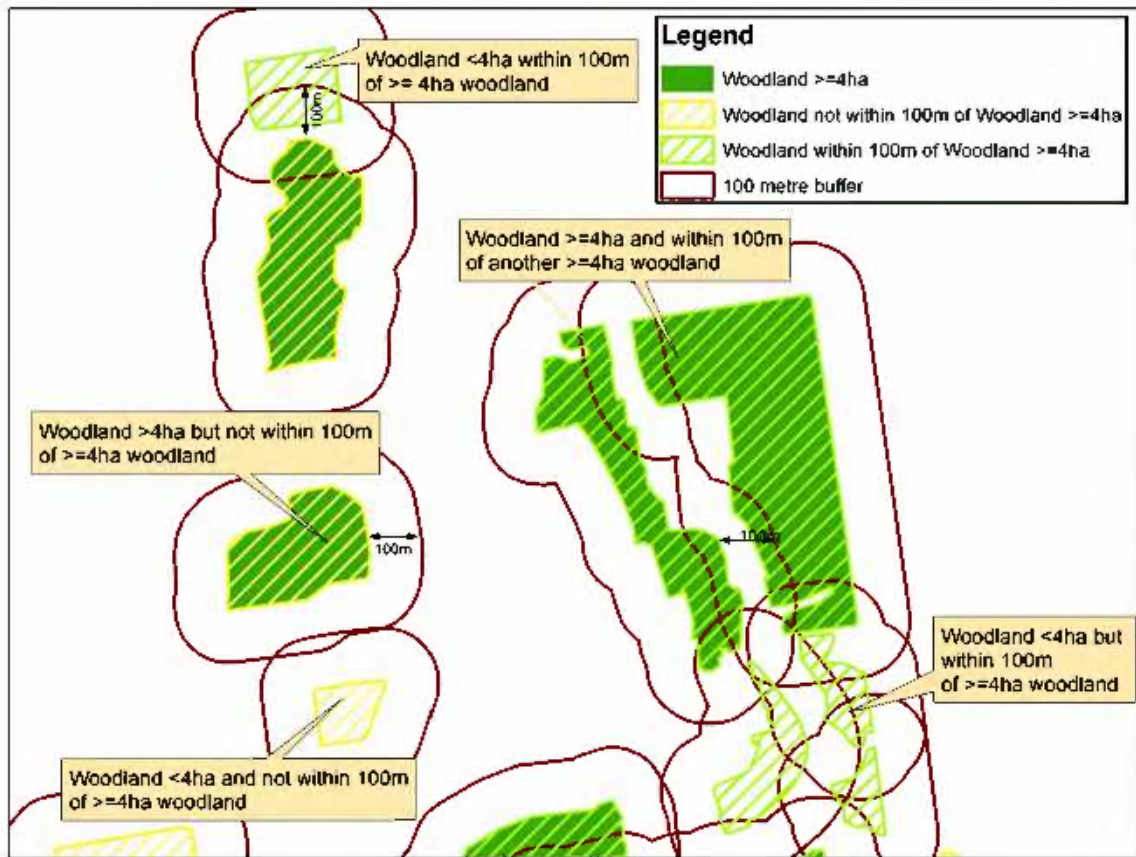 Woodland <4ha within 100m
of >= 4ha woodland
100m
Legend
Woodland >=4ha
Woodland not within 100m of Woodland >=4ha
Woodland within 100m of Woodland >=4ha
100 metre buffer
Woodland >=4ha and within 100m
of another >=4ha woodland
Woodland >4ha but not within 100m
of >=4ha woodland
100m
100m
Woodland <4ha but
within 100m
of >=4ha woodland
Woodland <4ha and not within 100m
of >=4ha woodland